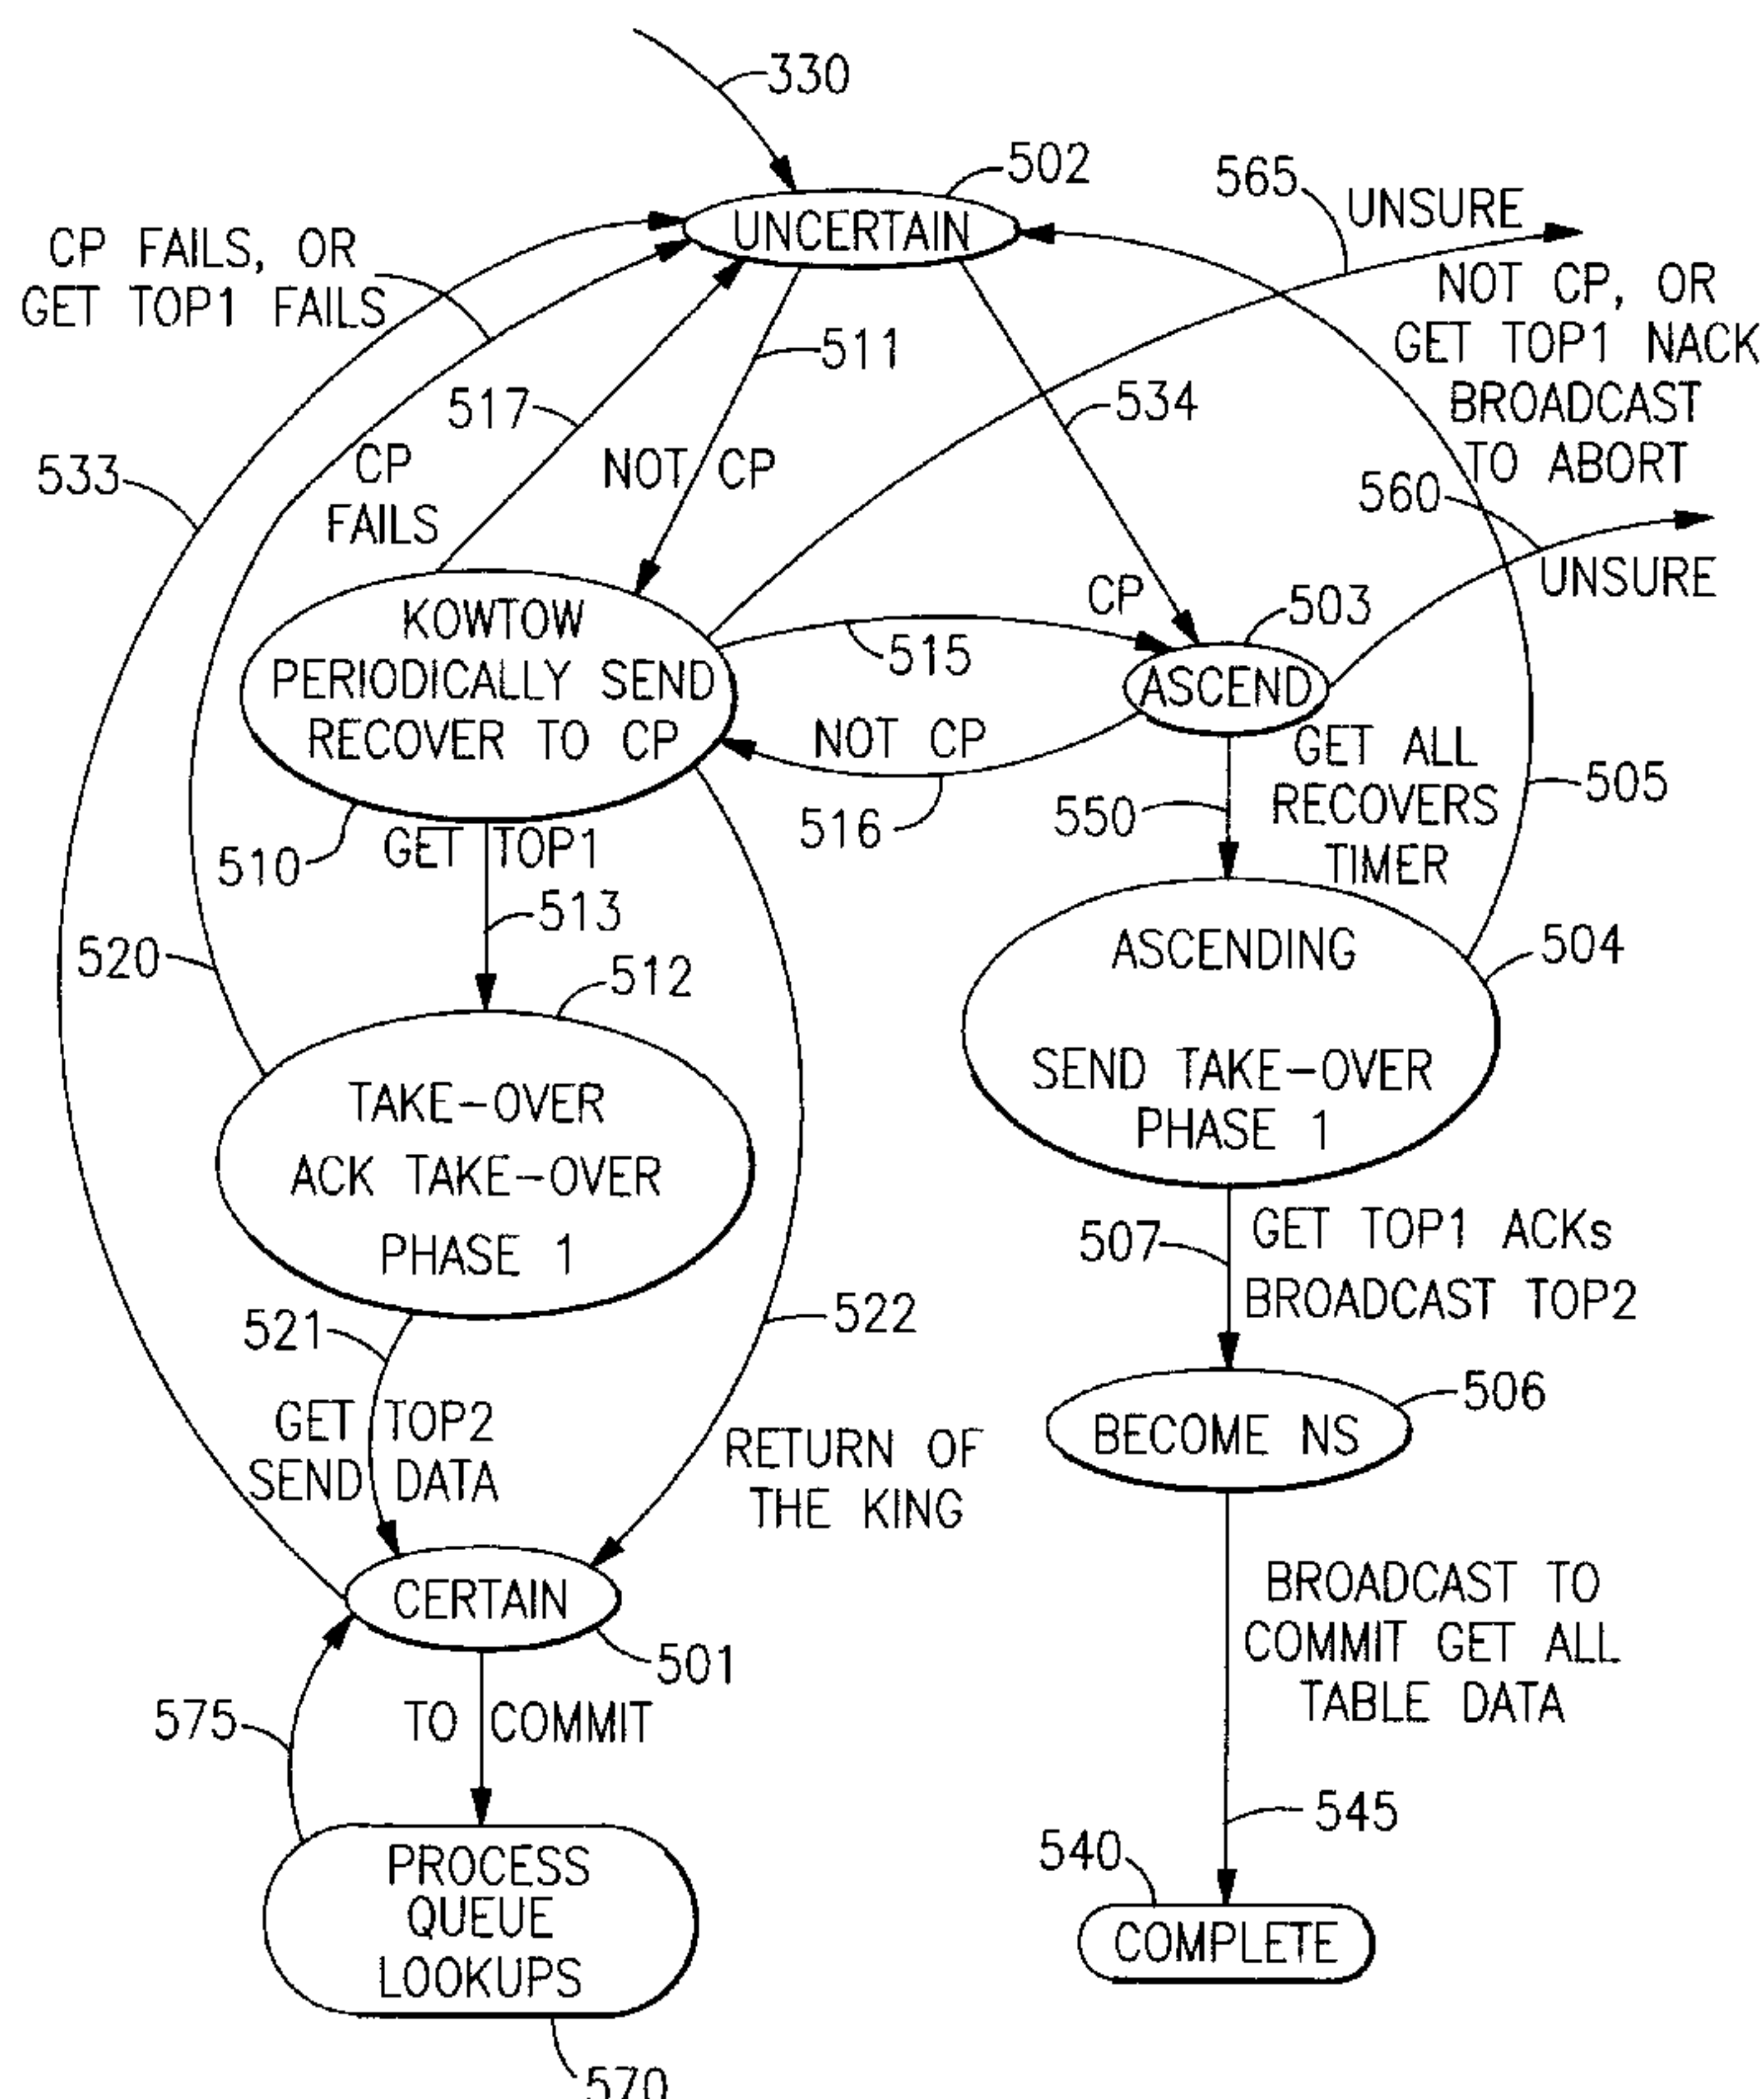 330
502
UNCERTAIN
565
UNSURE
CP FAILS, OR
GET TOP1 FAILS
NOT CP, OR
GET TOP1 NACK
BROADCAST
TO ABORT
511
517
534
533
CP
FAILS
NOT CP
560
UNSURE
KOWTOW
PERIODICALLY SEND
RECOVER TO CP
CP
503
515
ASCEND
NOT CP
516
GET ALL
RECOVERS
TIMER
550
505
510
GET TOP1
513
520
512
ASCENDING
SEND TAKE-OVER
PHASE 1
504
TAKE-OVER
ACK TAKE-OVER
PHASE 1
507
GET TOP1 ACKs
BROADCAST TOP2
521
522
GET TOP2
SEND DATA
RETURN OF
THE KING
506
BECOME NS
CERTAIN
501
BROADCAST TO
COMMIT GET ALL
TABLE DATA
575
TO COMMIT
545
540
PROCESS
QUEUE
LOOKUPS
COMPLETE
570